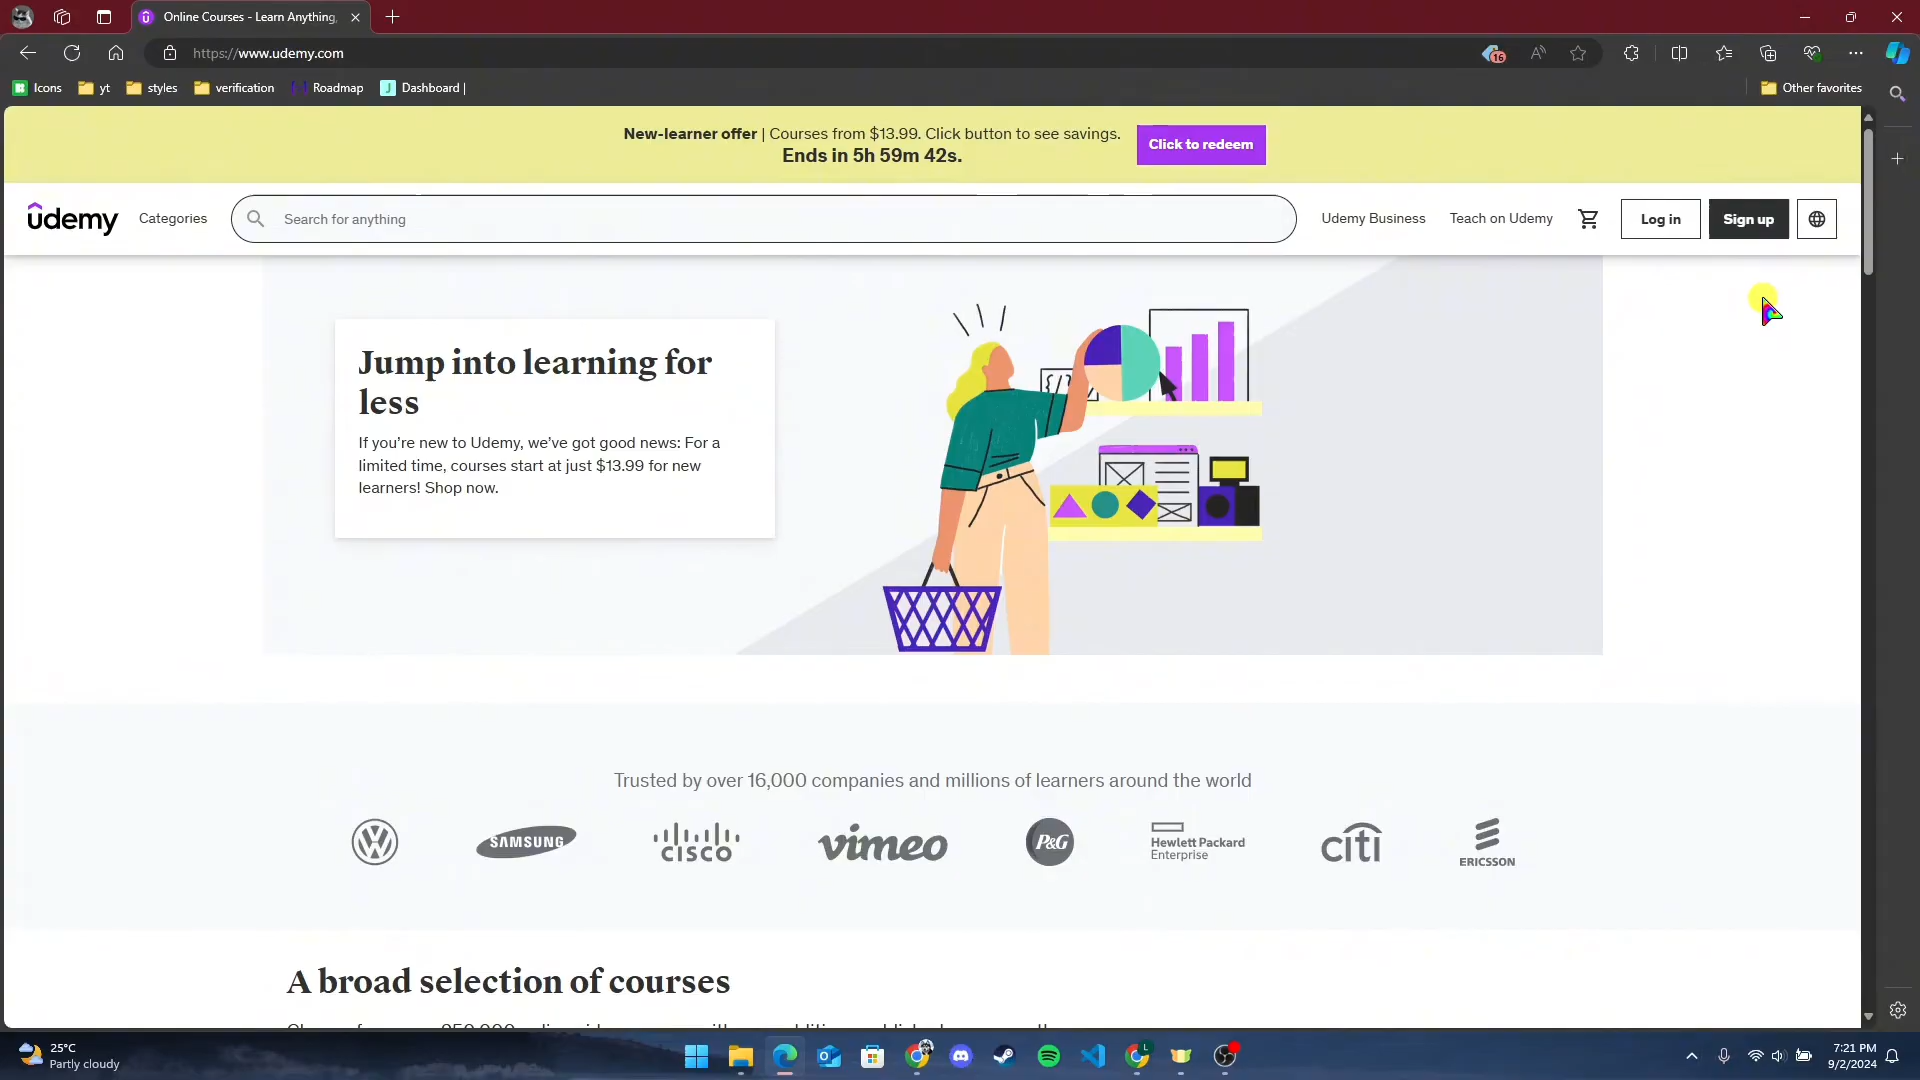 Online Courses - Learn Anything,
https://www.udemy.com
16
Icons
yt
styles
verification
Roadmap
Dashboard |
Other favorites
New-learner offer | Courses from $13.99. Click button to see savings.
Ends in 5h 59m 42s.
Click to redeem
udemy
Categories
Search for anything
Udemy Business
Teach on Udemy
Log in
Sign up
Jump into learning for
less
If you're new to Udemy, we've got good news: For a
limited time, courses start at just $13.99 for new
learners! Shop now.
Trusted by over 16,000 companies and millions of learners around the world
SAMSUNG
CISCO
vimeo
P&G
Hewlett Packard
Enterprise
citi
ERICSSON
A broad selection of courses
25°C
Partly cloudy
7:21 PM
9/2/2024